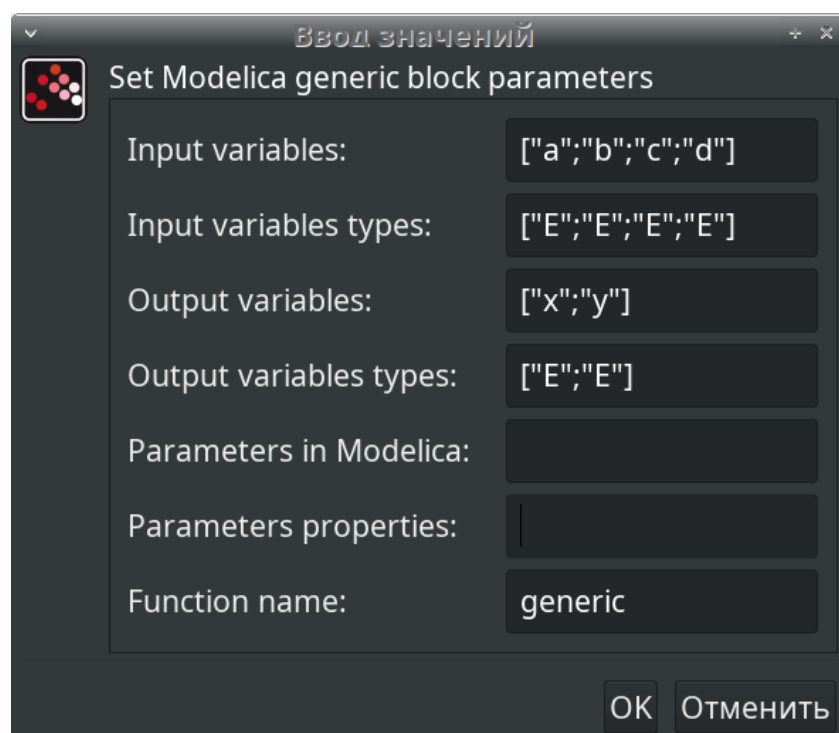 Ввод значений
Set Modelica generic block parameters
Input variables: ["a";"b";"c";"d"]
Input variables types: ["E";"E";"E";"E"]
Output variables: ["x";"y"]
Output variables types: ["E";"E"]
Parameters in Modelica:
Parameters properties:
Function name: generic
OK Отменить